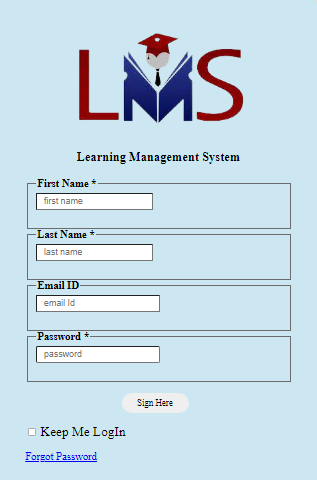 LMS
Learning Management System
First Name *
first name
Last Name *
last name
Email ID
email Id
Password *
password
Sign Here
Keep Me LogIn
Forgot Password